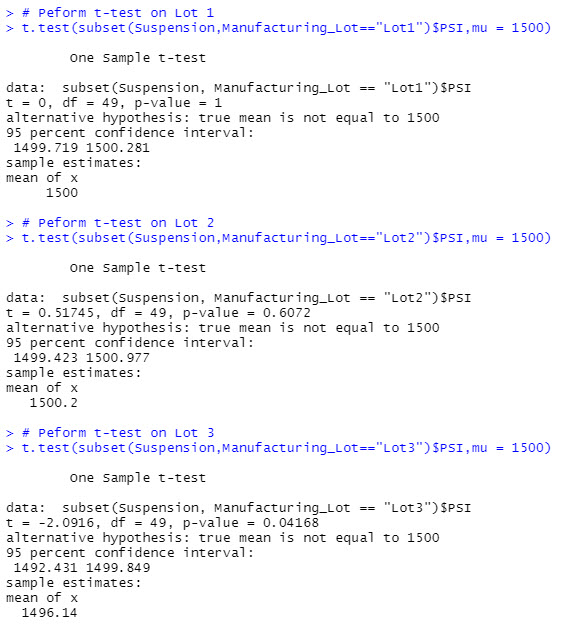 > # Peform t-test on Lot 1
> t.test(subset(Suspension,Manufacturing_Lot=="Lot1")$PSI,mu = 1500)
One Sample t-test
data:  subset(Suspension, Manufacturing_Lot == "Lot1")$PSI
t = 0, df = 49, p-value = 1
alternative hypothesis: true mean is not equal to 1500
95 percent confidence interval:
1499.719 1500.281
sample estimates:
mean of x
1500
> # Peform t-test on Lot 2
> t.test(subset(Suspension,Manufacturing_Lot=="Lot2")$PSI,mu = 1500)
One Sample t-test
data:  subset(Suspension, Manufacturing_Lot == "Lot2")$PSI
t = 0.51745, df = 49, p-value = 0.6072
alternative hypothesis: true mean is not equal to 1500
95 percent confidence interval:
1499.423 1500.977
sample estimates:
mean of x
1500.2
> # Peform t-test on Lot 3
> t.test(subset(Suspension,Manufacturing_Lot=="Lot3")$PSI,mu = 1500)
One Sample t-test
data:  subset(Suspension, Manufacturing_Lot == "Lot3")$PSI
t = -2.0916, df = 49, p-value = 0.04168
alternative hypothesis: true mean is not equal to 1500
95 percent confidence interval:
1492.431 1499.849
sample estimates:
mean of x
1496.14